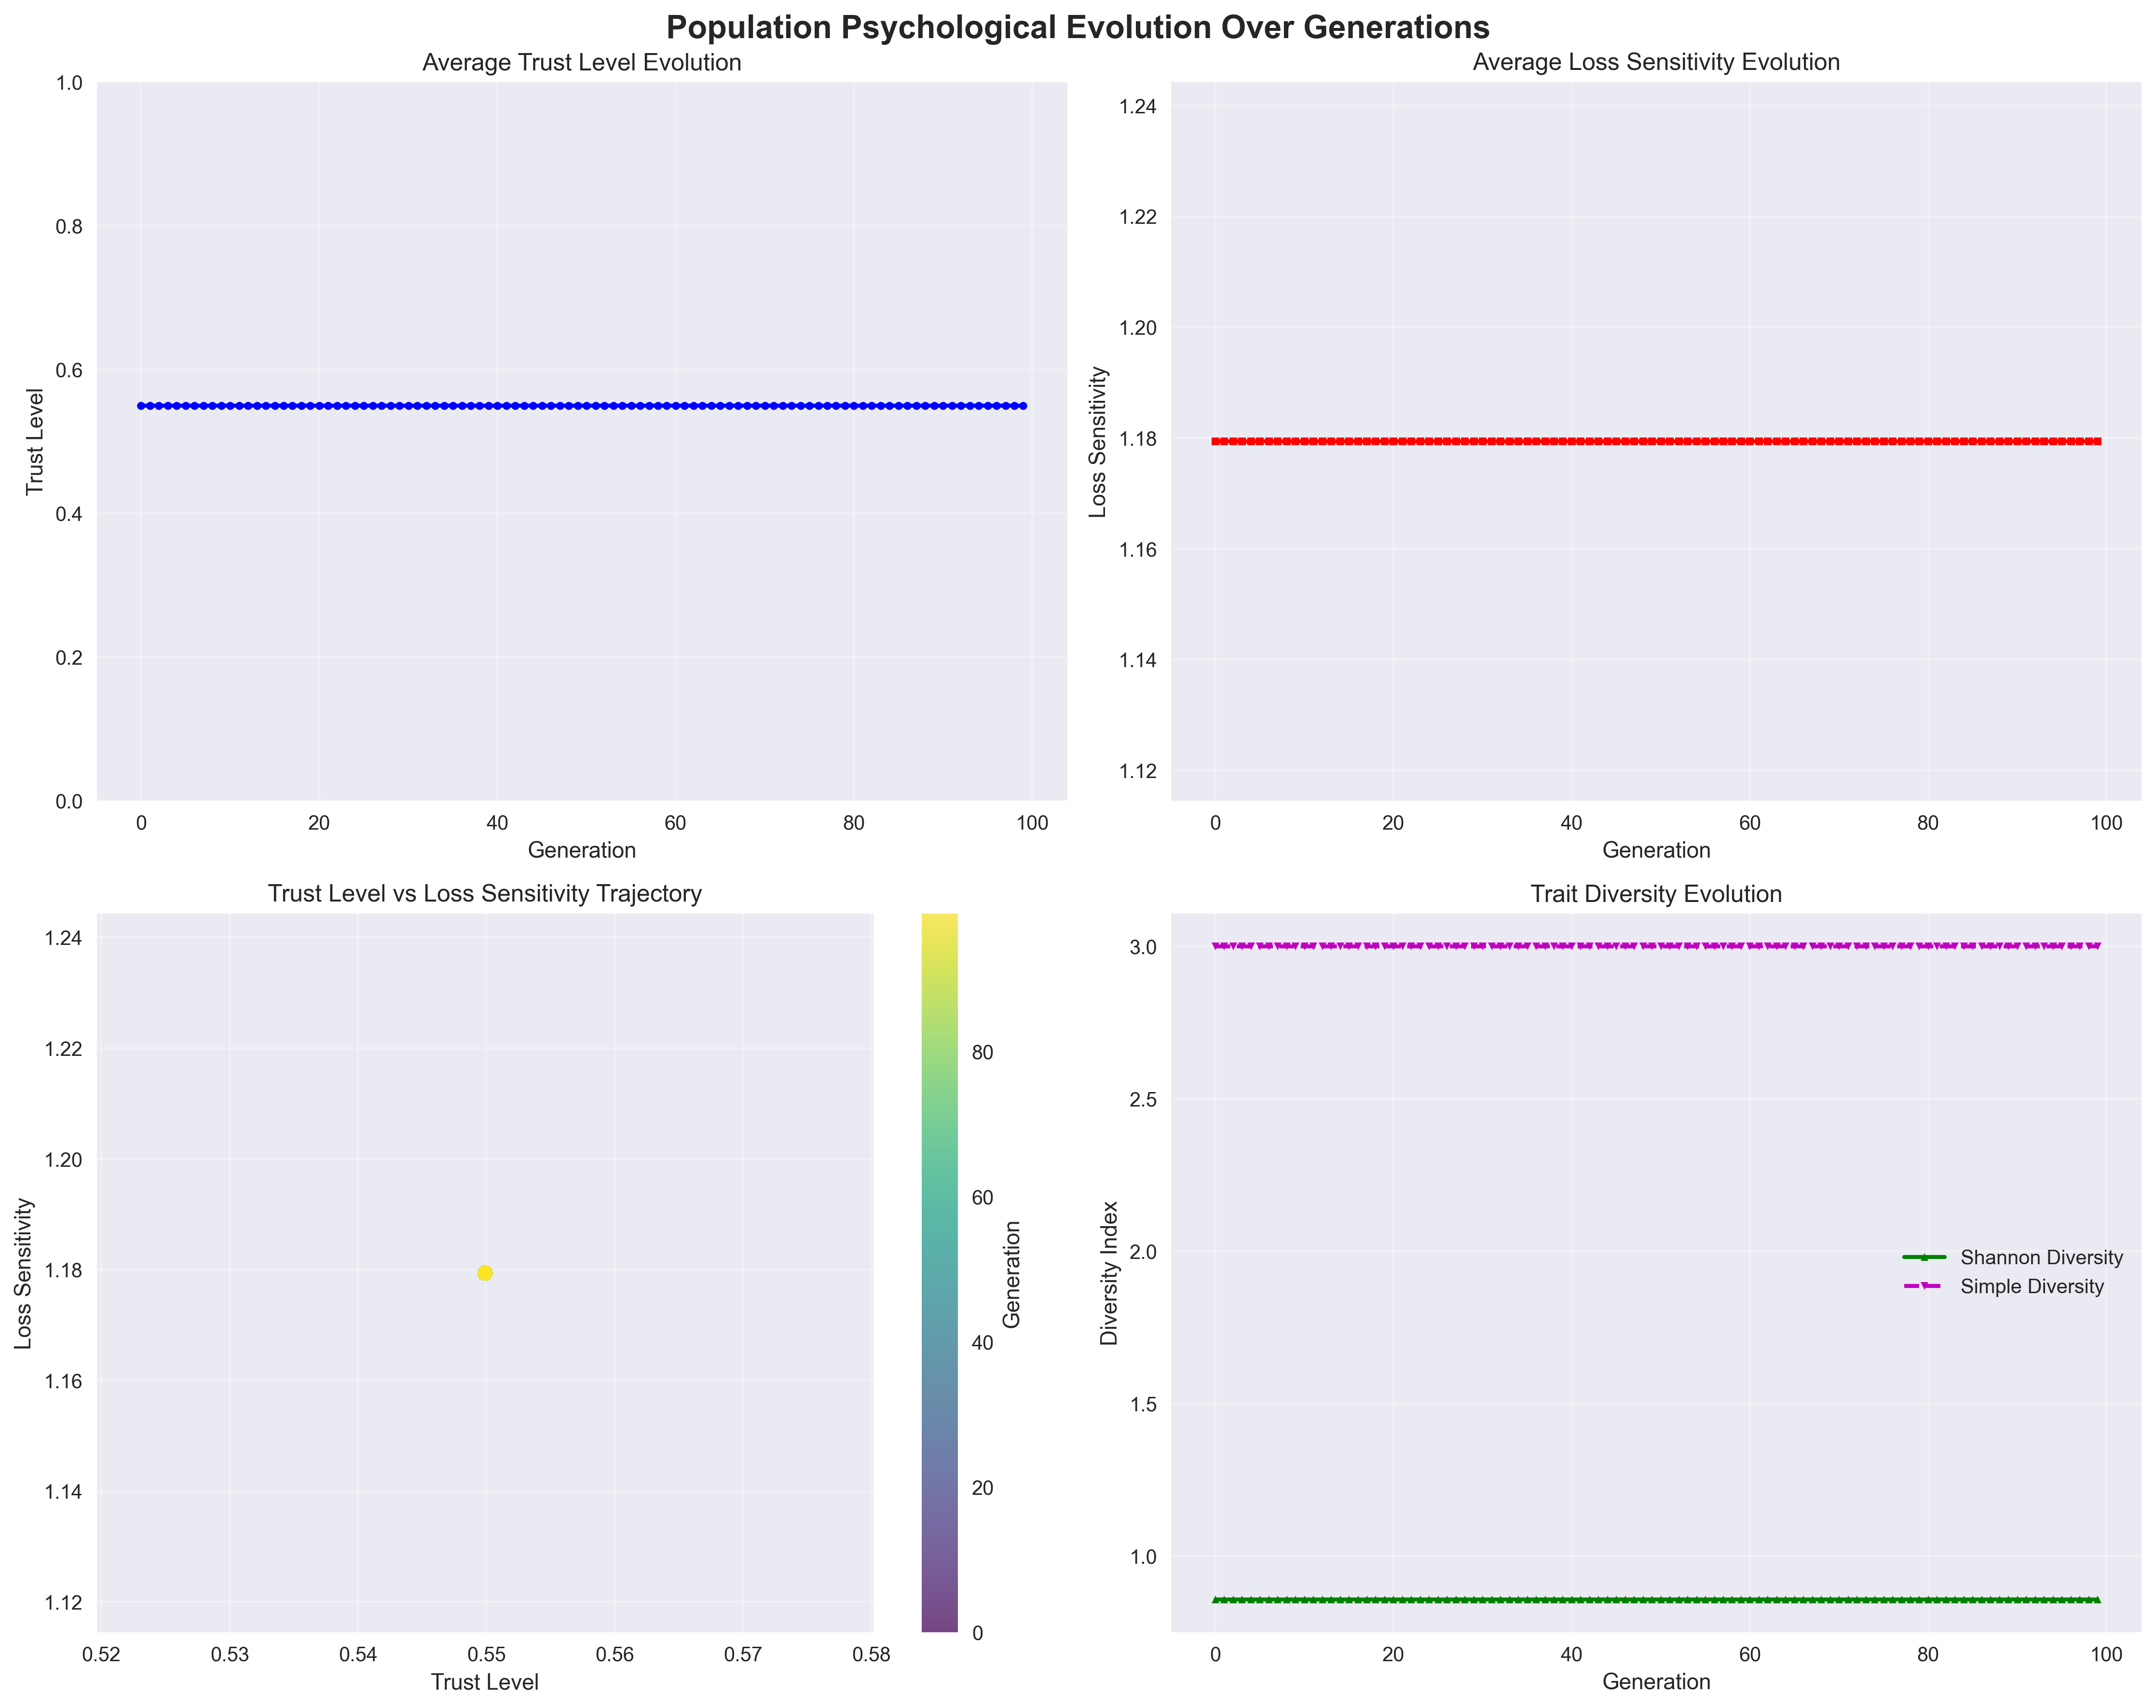 Population Psychological Evolution Over Generations
Average Trust Level Evolution
1.0
0.8
0.6
0.4
0.2
0.0
Trust Level
0 20 40 60 80 100
Generation
Average Loss Sensitivity Evolution
1.24
1.22
1.20
1.18
1.16
1.14
1.12
Loss Sensitivity
0 20 40 60 80 100
Generation
Trust Level vs Loss Sensitivity Trajectory
1.24
1.22
1.20
1.18
1.16
1.14
1.12
Loss Sensitivity
0.52 0.53 0.54 0.55 0.56 0.57 0.58
Trust Level
80
60
40
20
0
Generation
Trait Diversity Evolution
3.0
2.5
2.0
1.5
1.0
Diversity Index
Shannon Diversity
Simple Diversity
0 20 40 60 80 100
Generation